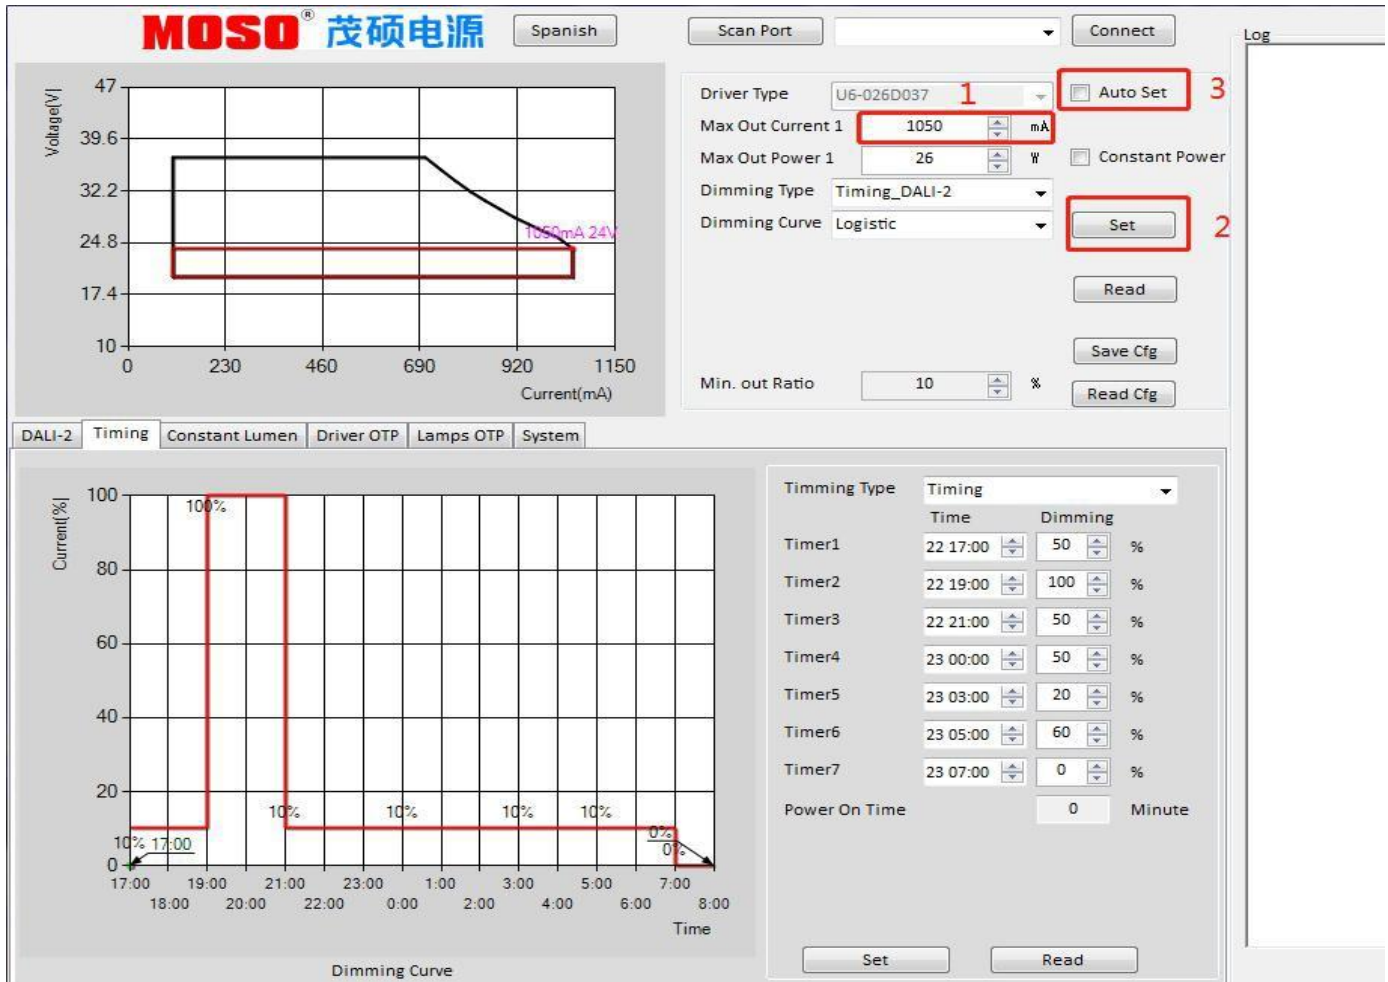 MOSO® 茂硕电源 Spanish Scan Port Connect
Log
Voltage[V]
47
39.6
32.2
24.8
17.4
10
0 230 460 690 920 1150
Current(mA)
1050mA 24V
Driver Type U6-026D037 1 Auto Set 3
Max Out Current 1 1050 mA
Max Out Power 1 26 W Constant Power
Dimming Type Timing_DALI-2
Dimming Curve Logistic Set 2
Read
Save Cfg
Min. out Ratio 10 % Read Cfg
DALI-2 Timing Constant Lumen Driver OTP Lamps OTP System
Current[%]
100
80
60
40
20
0
100%
10% 10% 10% 10%
10% 17:00
0%
0%
17:00 19:00 21:00 23:00 1:00 3:00 5:00 7:00
18:00 20:00 22:00 0:00 2:00 4:00 6:00 8:00
Time
Dimming Curve
Timming Type Timing
Time Dimming
Timer1 22 17:00 50 %
Timer2 22 19:00 100 %
Timer3 22 21:00 50 %
Timer4 23 00:00 50 %
Timer5 23 03:00 20 %
Timer6 23 05:00 60 %
Timer7 23 07:00 0 %
Power On Time 0 Minute
Set Read